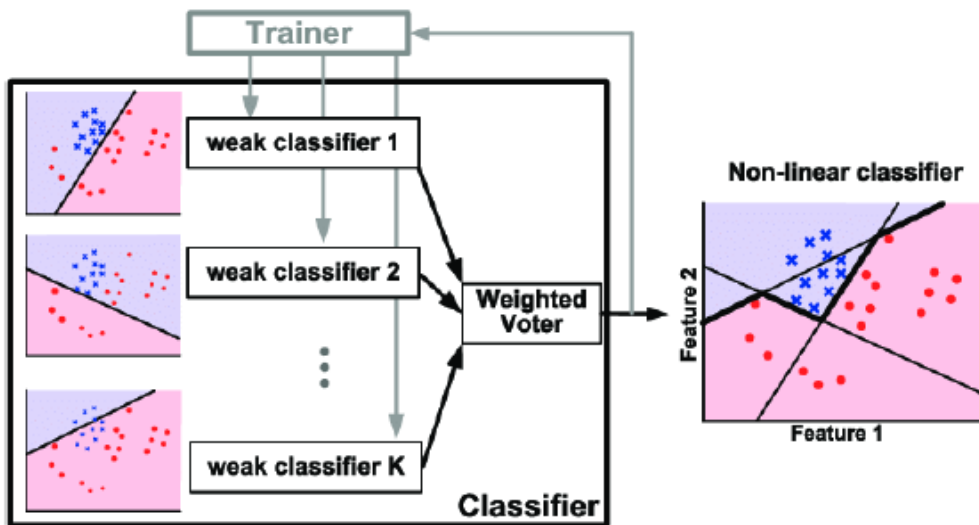 Trainer
weak classifier 1
weak classifier 2
weak classifier K
Weighted
Voter
Classifier
Non-linear classifier
Feature 2
Feature 1